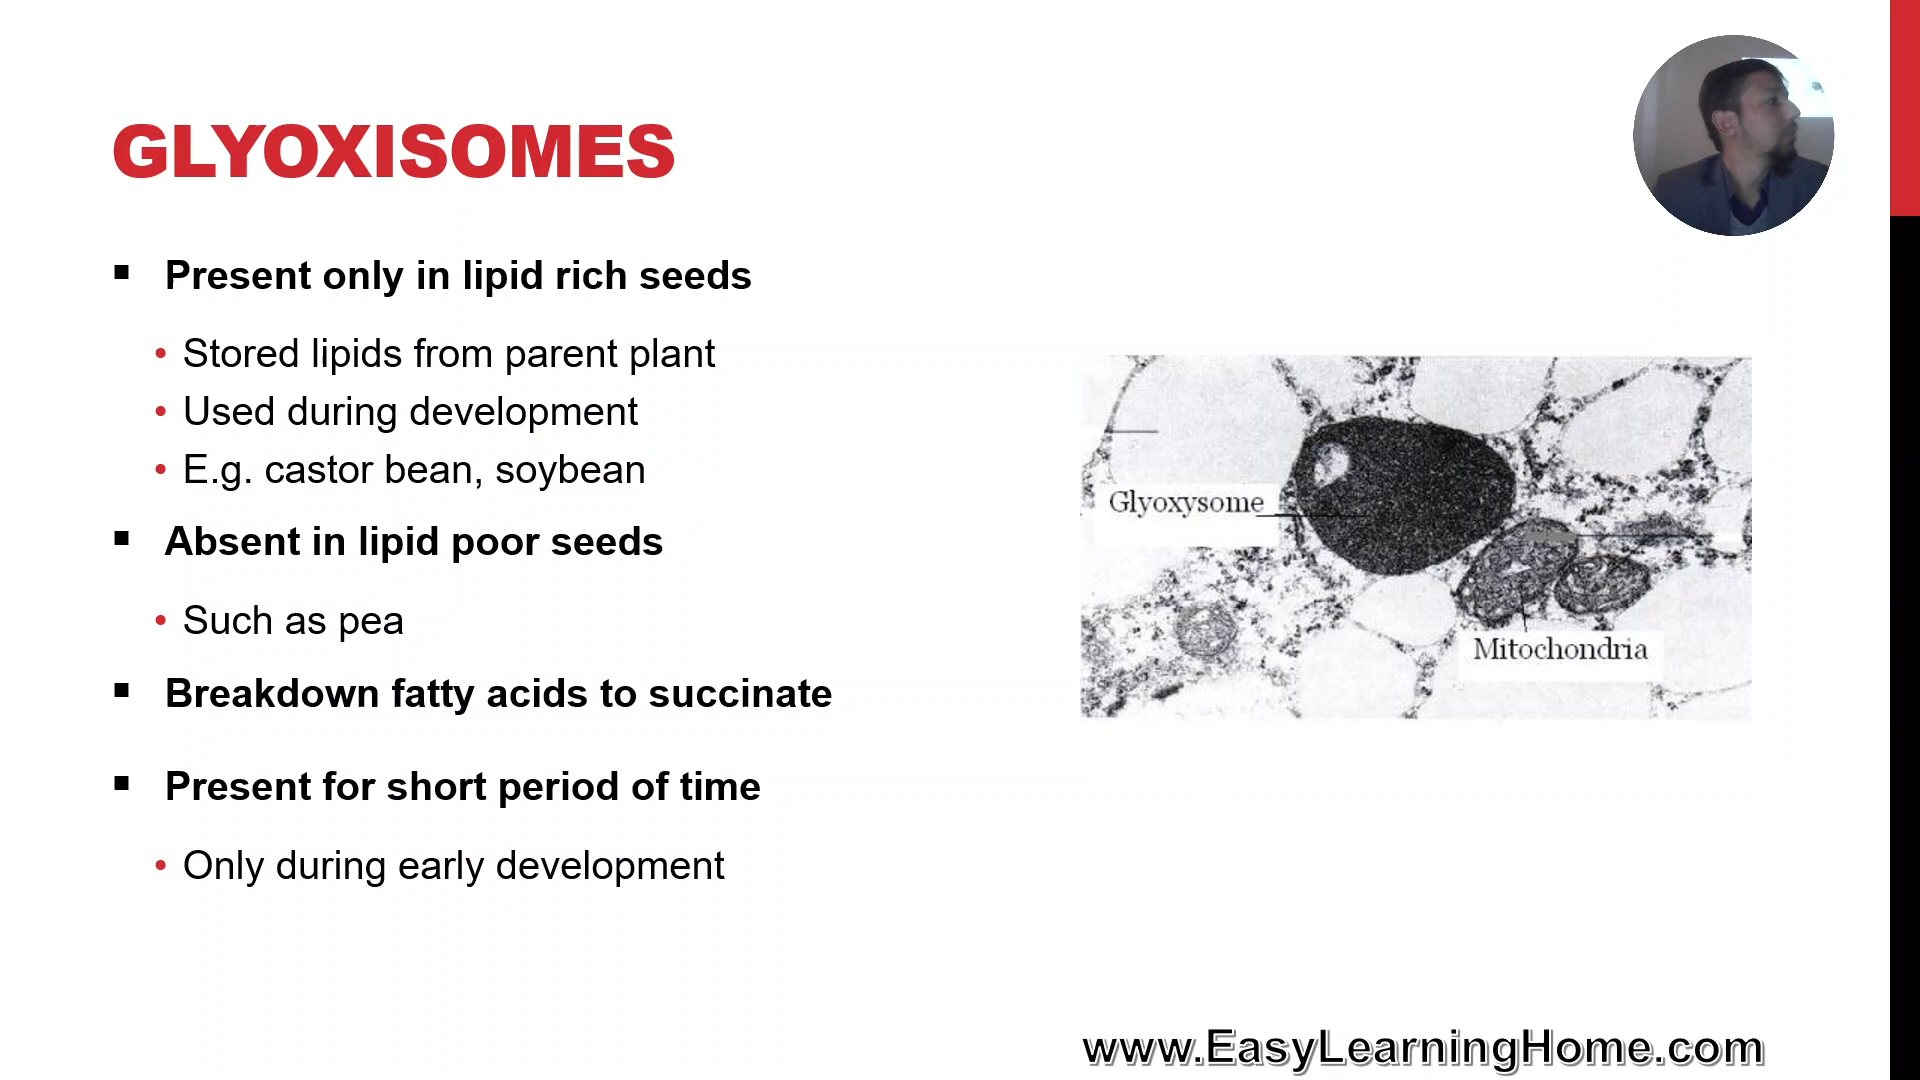 GLYOXISOMES
Present only in lipid rich seeds
Stored lipids from parent plant
Used during development
E.g. castor bean, soybean
Absent in lipid poor seeds
Such as pea
Breakdown fatty acids to succinate
Present for short period of time
Only during early development
Glyoxysome
Mitochondria
www.EasyLearningHome.com